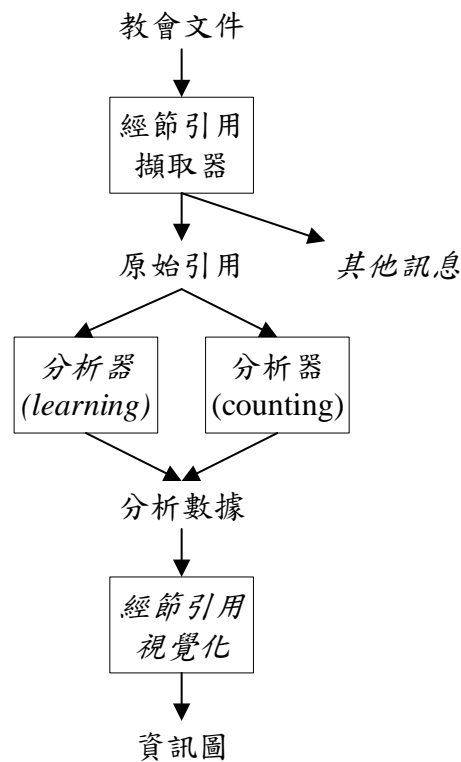 教會文件
經節引用
擷取器
原始引用
其他訊息
分析器
(learning)
分析器
(counting)
分析數據
經節引用
視覺化
資訊圖